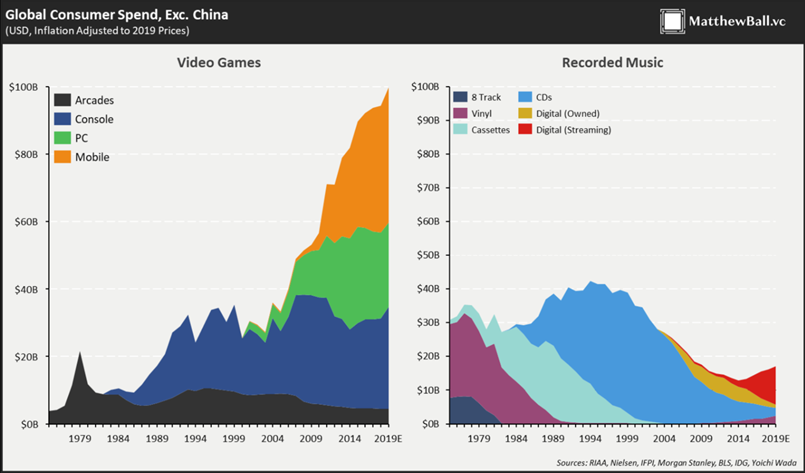 Global Consumer Spend, Exc. China
(USD, Inflation Adjusted to 2019 Prices)
MatthewBall.vc
Video Games
$100B
$80B
$60B
$40B
$20B
$0B
Arcades
Console
PC
Mobile
1979 1984 1989 1994 1999 2004 2009 2014 2019E
Recorded Music
$100B
$90B
$80B
$70B
$60B
$50B
$40B
$30B
$20B
$10B
$0B
8 Track CDs
Vinyl Digital (Owned)
Cassettes Digital (Streaming)
1979 1984 1989 1994 1999 2004 2009 2014 2019E
Sources: RIAA, Nielsen, IFPI, Morgan Stanley, BLS, IDG, Yoichi Wada